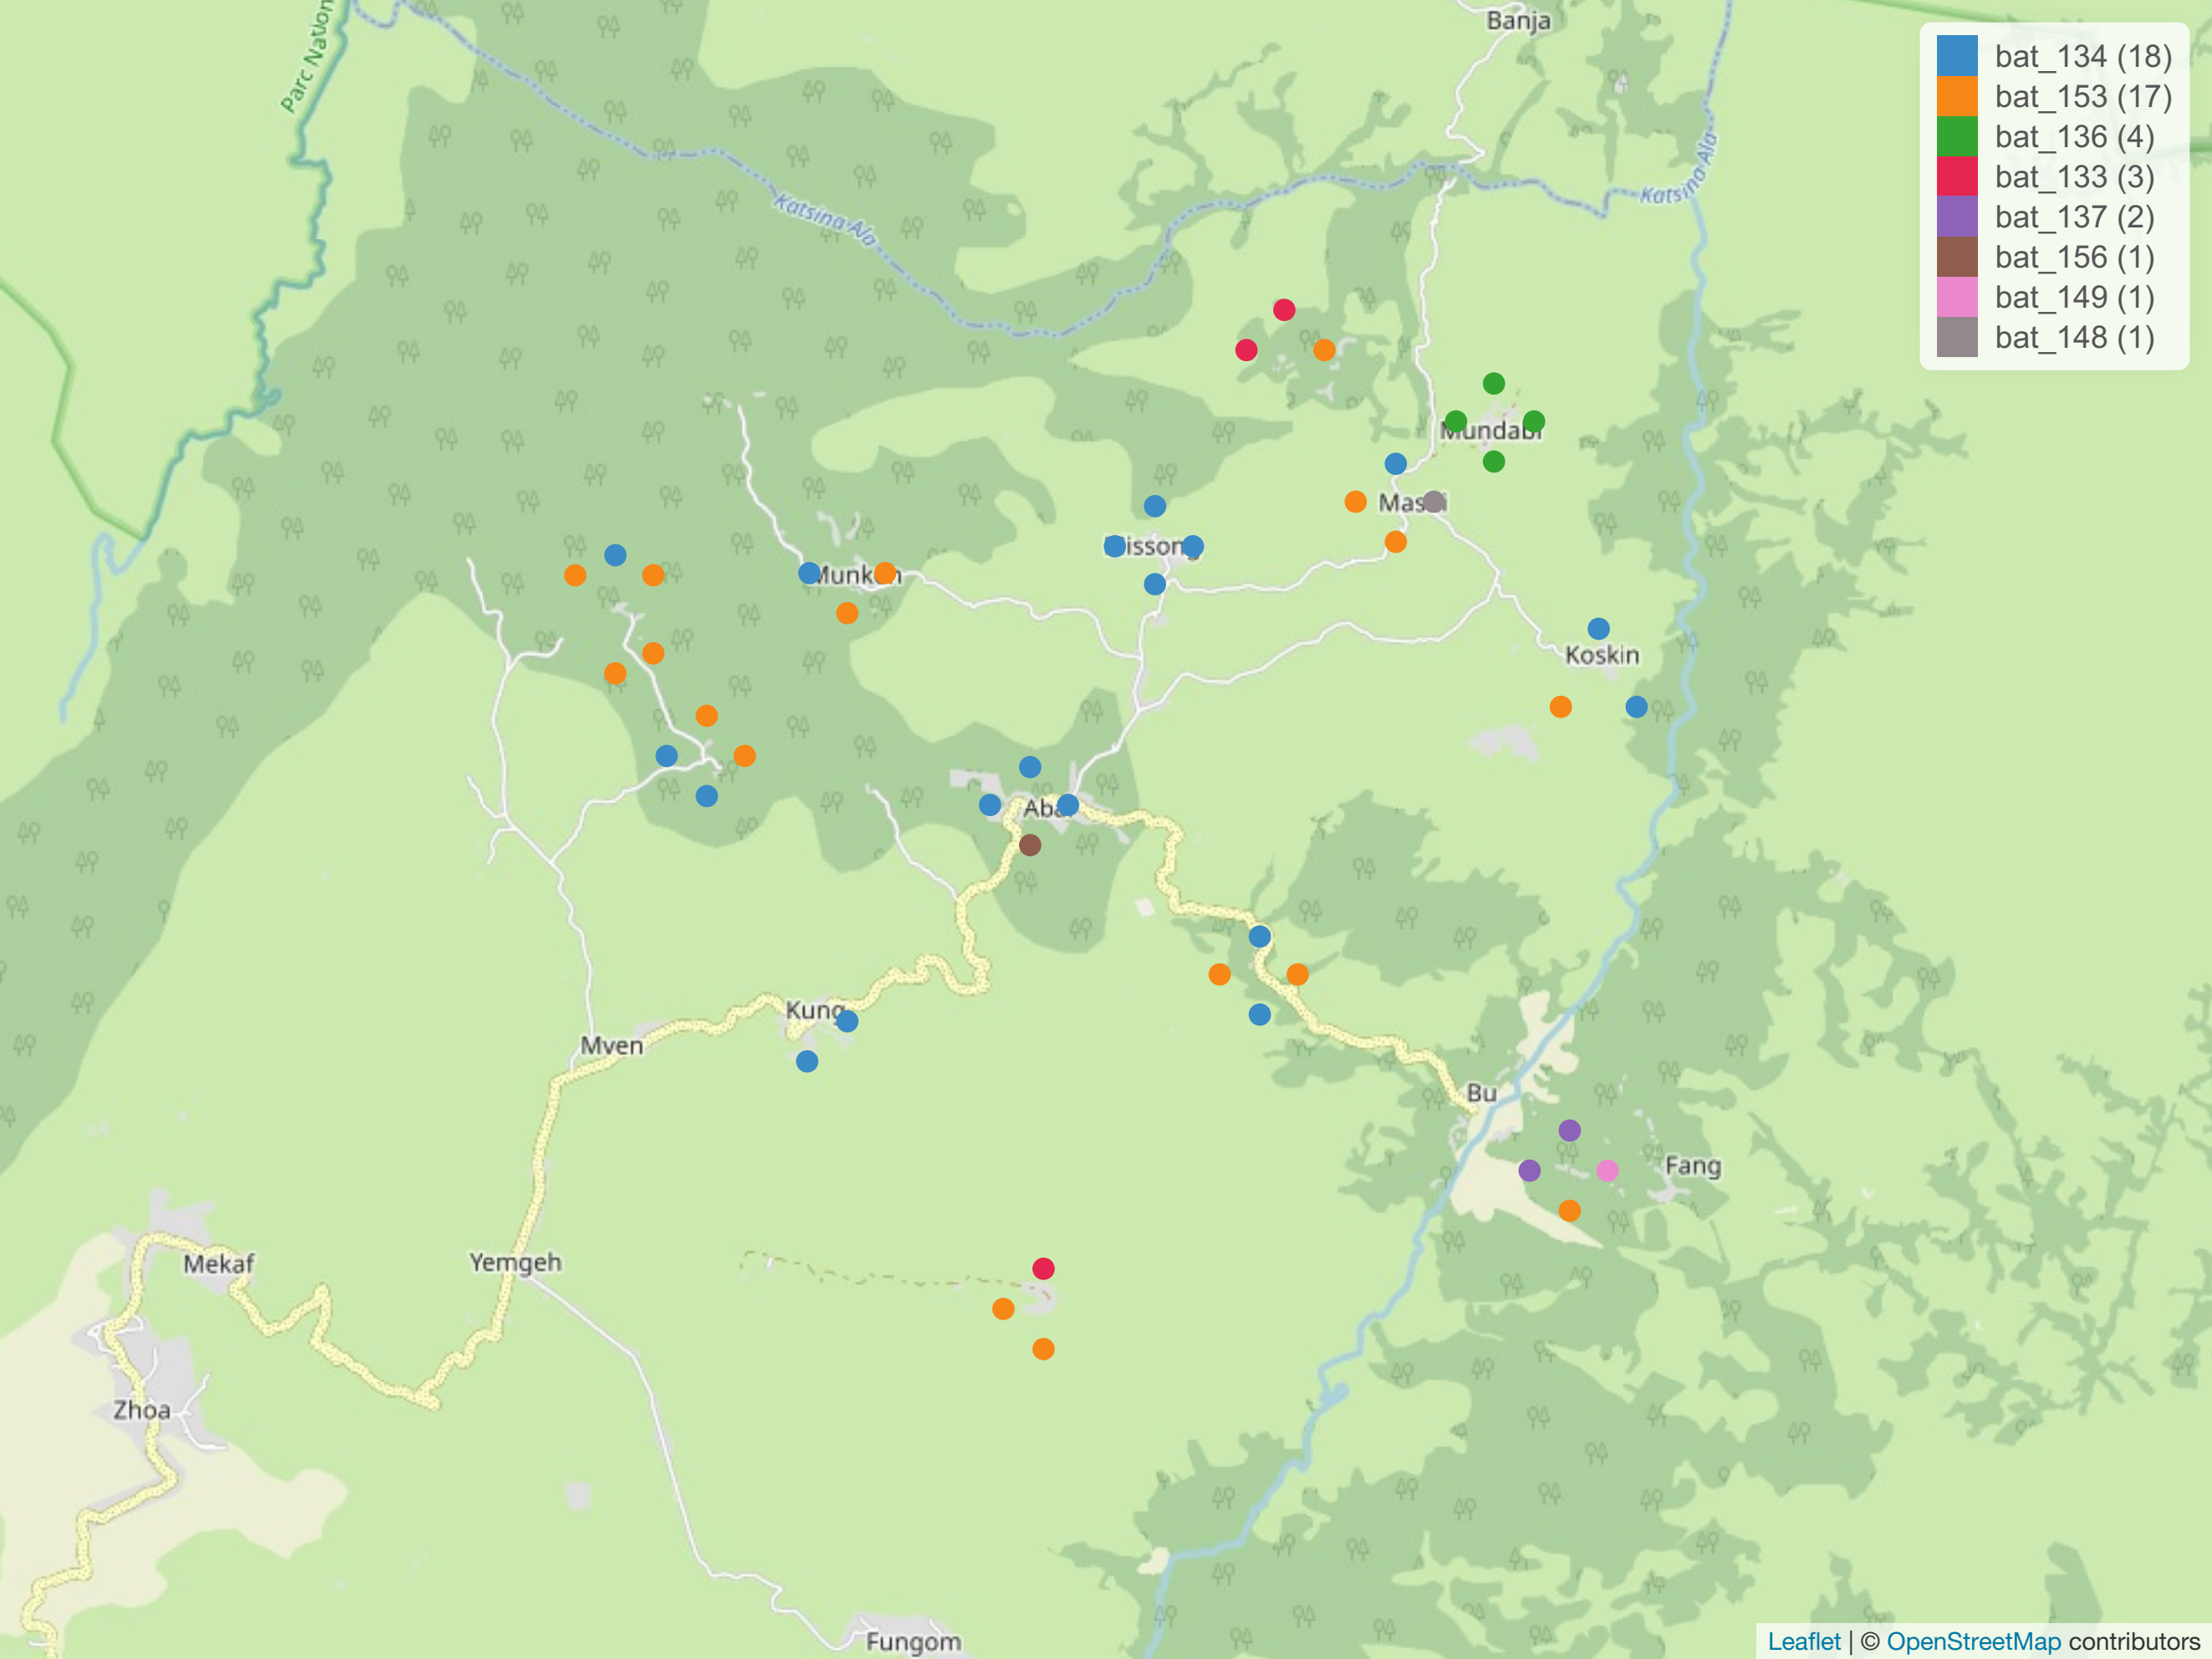 Banja
Parc Nation
bat_134 (18)
bat_153 (17)
bat_136 (4)
bat_133 (3)
bat_137 (2)
bat_156 (1)
bat_149 (1)
bat_148 (1)
Katsina-Ala
Katsina-Ala
Mundabi
Koskin
Kung
Mven
Bu
Fang
Yemgeh
Mekaf
Zhoa
Fungom
Leaflet | © OpenStreetMap contributors